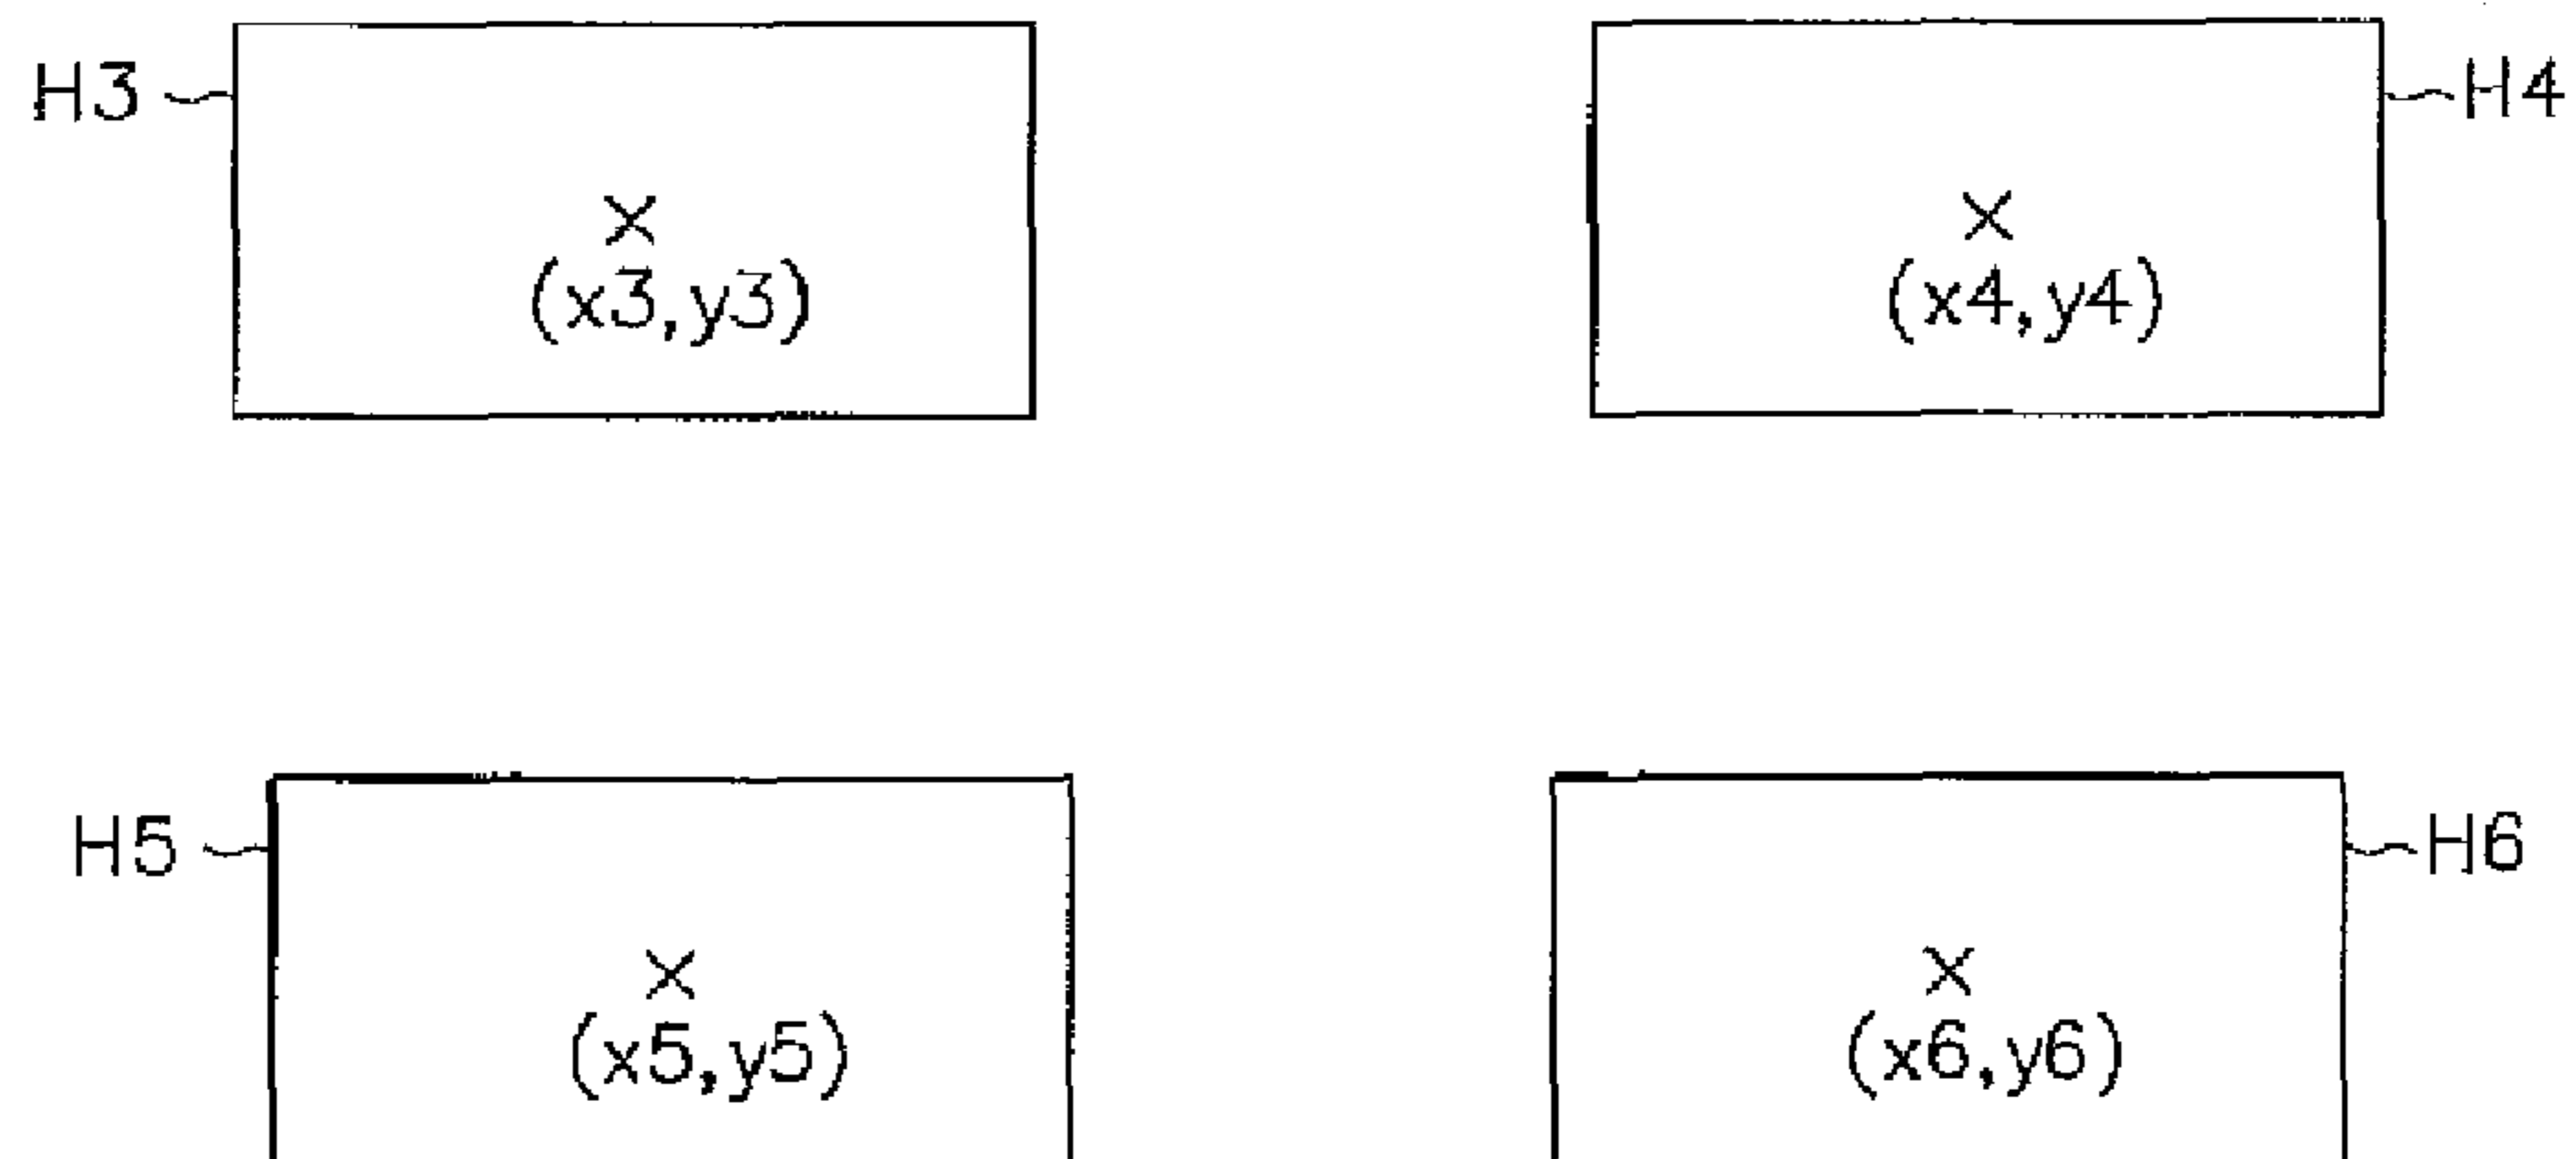 H3
H4
×
(x3,y3)
×
(x4,y4)
H5
H6
×
(x5,y5)
×
(x6,y6)